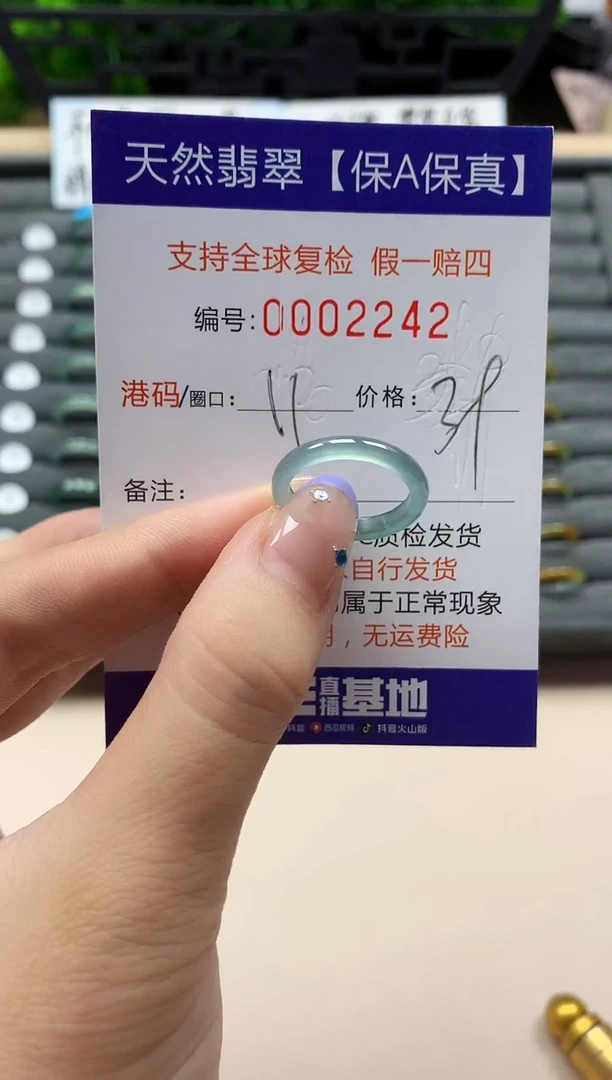 天然翡翠【保A保真】
支持全球复检 假一赔四
编号:0002242
港码/圈口: 11 价格:
备注:
质检发货
自行发货
属于正常现象
,无运费险
直播基地
抖音 西瓜视频 抖音火山版